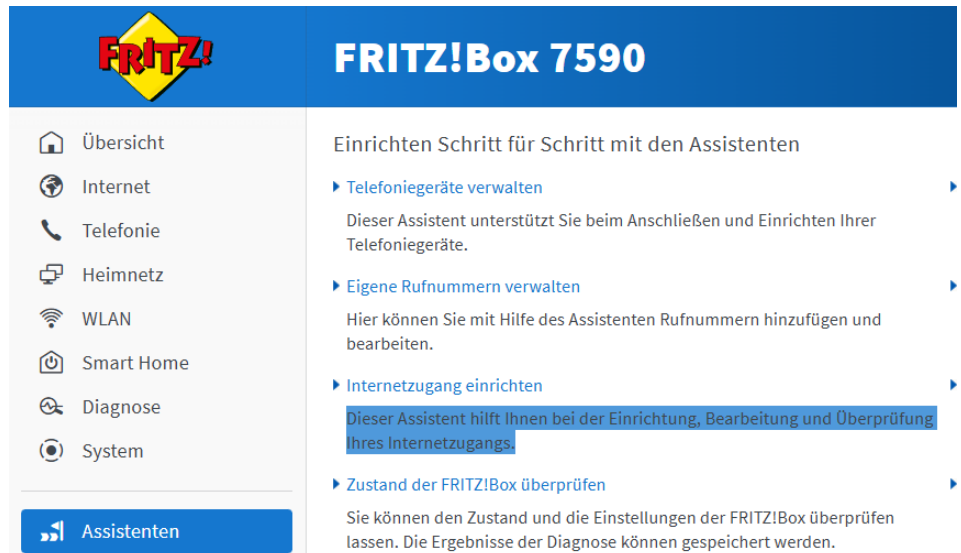 FRITZ!
FRITZ!Box 7590
Übersicht
Internet
Telefonie
Heimnetz
WLAN
Smart Home
Diagnose
System
Assistenten
Einrichten Schritt für Schritt mit den Assistenten
Telefoniegeräte verwalten
Dieser Assistent unterstützt Sie beim Anschließen und Einrichten Ihrer
Telefoniegeräte.
Eigene Rufnummern verwalten
Hier können Sie mit Hilfe des Assistenten Rufnummern hinzufügen und
bearbeiten.
Internetzugang einrichten
Dieser Assistent hilft Ihnen bei der Einrichtung, Bearbeitung und Überprüfung
Ihres Internetzugangs.
Zustand der FRITZ!Box überprüfen
Sie können den Zustand und die Einstellungen der FRITZ!Box überprüfen
lassen. Die Ergebnisse der Diagnose können gespeichert werden.